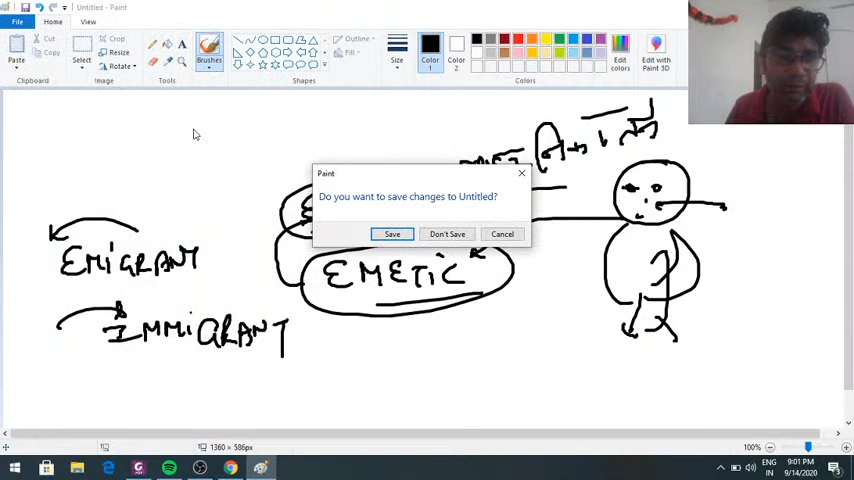 Untitled - Paint
File
Home
View
Paste
Cut
Copy
Clipboard
Select
Crop
Resize
Rotate
Image
Tools
Brushes
Shapes
Outline
Fill
Size
Color
1
Color
2
Colors
Edit
colors
Edit with
Paint 3D
Paint
Do you want to save changes to Untitled?
Save
Don't Save
Cancel
EMIGRANT
EMETIC
IMMIGRANT
1360 × 586px
100%
ENG
IN
9:01 PM
9/14/2020
3